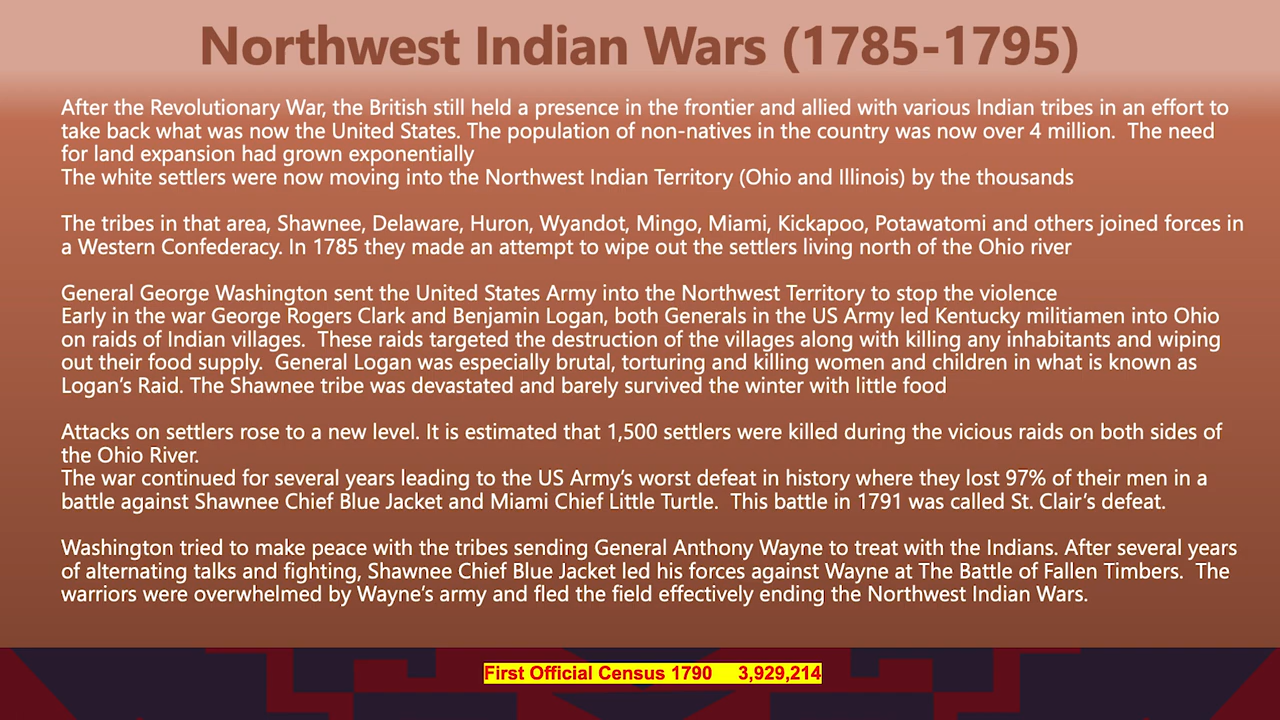 Northwest Indian Wars (1785-1795)
After the Revolutionary War, the British still held a presence in the frontier and allied with various Indian tribes in an effort to
take back what was now the United States. The population of non-natives in the country was now over 4 million.  The need
for land expansion had grown exponentially
The white settlers were now moving into the Northwest Indian Territory (Ohio and Illinois) by the thousands
The tribes in that area, Shawnee, Delaware, Huron, Wyandot, Mingo, Miami, Kickapoo, Potawatomi and others joined forces in
a Western Confederacy. In 1785 they made an attempt to wipe out the settlers living north of the Ohio river
General George Washington sent the United States Army into the Northwest Territory to stop the violence
Early in the war George Rogers Clark and Benjamin Logan, both Generals in the US Army led Kentucky militiamen into Ohio
on raids of Indian villages.  These raids targeted the destruction of the villages along with killing any inhabitants and wiping
out their food supply.  General Logan was especially brutal, torturing and killing women and children in what is known as
Logan's Raid. The Shawnee tribe was devastated and barely survived the winter with little food
Attacks on settlers rose to a new level. It is estimated that 1,500 settlers were killed during the vicious raids on both sides of
the Ohio River.
The war continued for several years leading to the US Army's worst defeat in history where they lost 97% of their men in a
battle against Shawnee Chief Blue Jacket and Miami Chief Little Turtle.  This battle in 1791 was called St. Clair's defeat.
Washington tried to make peace with the tribes sending General Anthony Wayne to treat with the Indians. After several years
of alternating talks and fighting, Shawnee Chief Blue Jacket led his forces against Wayne at The Battle of Fallen Timbers.  The
warriors were overwhelmed by Wayne's army and fled the field effectively ending the Northwest Indian Wars.
First Official Census 1790     3,929,214